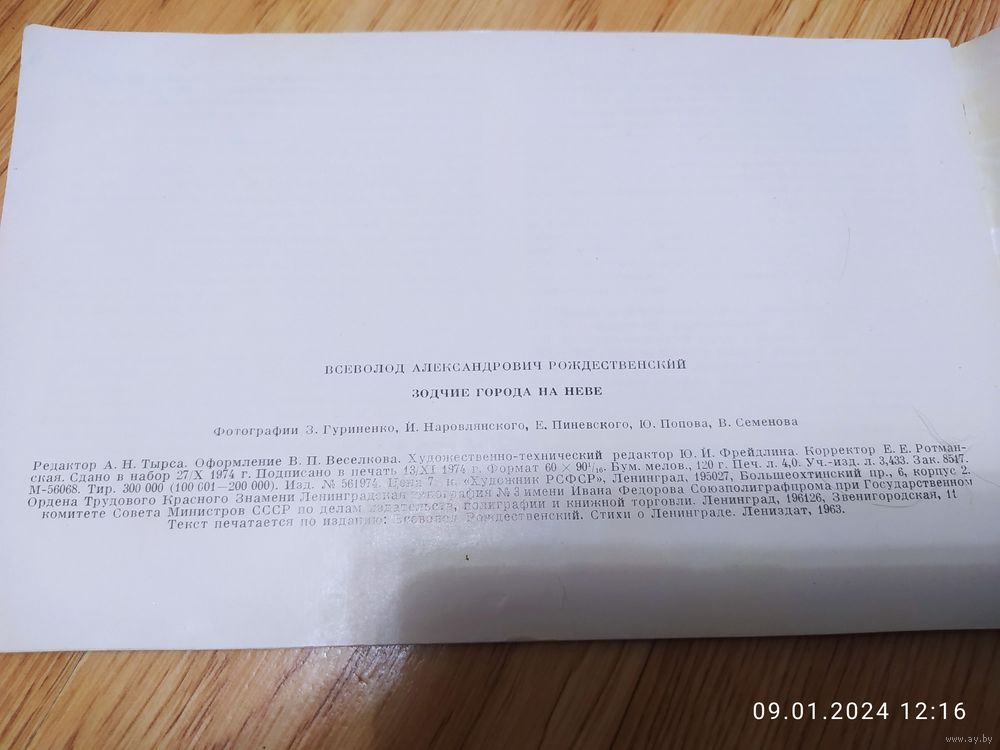 ВСЕВОЛОД АЛЕКСАНДРОВИЧ РОЖДЕСТВЕНСКИЙ
ЗОДЧИЕ ГОРОДА НА НЕВЕ
Фотографии З. Гуриненко, И. Наровлянского, Е. Пиневского, Ю. Попова, В. Семенова
Редактор А. Н. Тырса. Оформление В. П. Веселкова. Художественно-технический редактор Ю. И. Фрейдлина. Корректор Е. Е. Ротман-
ская. Сдано в набор 27/X 1974 г. Подписано в печать 13/XI 1974 г. Формат 60 × 90 1/16. Бум. мелов., 120 г. Печ. л. 4,0. Уч.-изд. л. 3,433. Зак. 8547.
М-56068. Тир. 300 000 (100 001—200 000). Изд. № 561974. Цена к. «Художник РСФСР», Ленинград, 195027, Большеохтинский пр., 6, корпус 2.
Ордена Трудового Красного Знамени Ленинградская типография № 3 имени Ивана Федорова Союзполиграфпрома при Государственном
комитете Совета Министров СССР по делам издательств, полиграфии и книжной торговли. Ленинград, 196126, Звенигородская, 11
Текст печатается по изданию: Всеволод Рождественский. Стихи о Ленинграде. Лениздат, 1963.
09.01.2024 12:16
www.ay.by